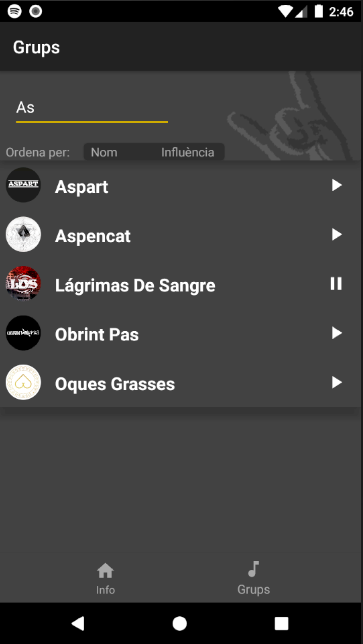 2:46
Grups
As
Ordena per: Nom Influència
ASPART Aspart
Aspencat
LDS Lágrimas De Sangre
Obrint Pas
Oques Grasses
Info Grups